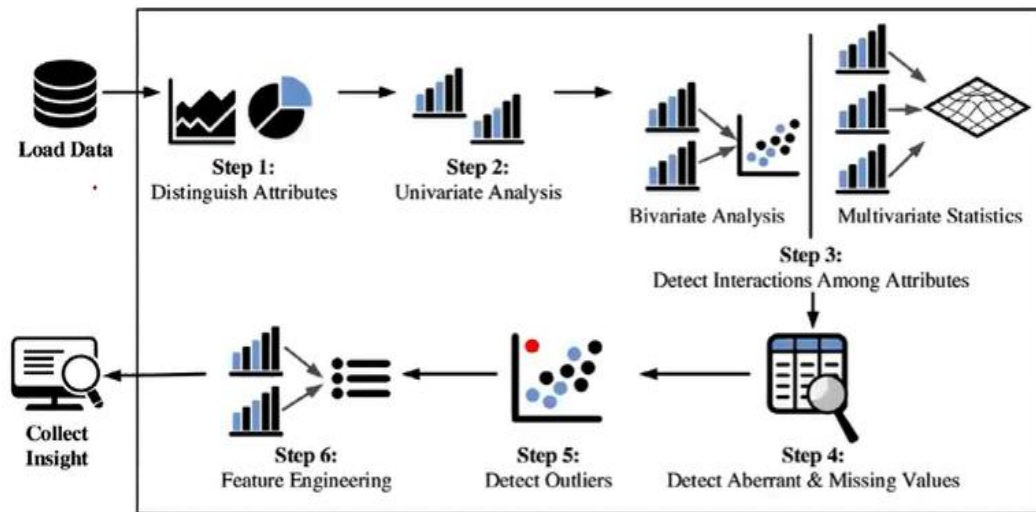 Load Data
Step 1:
Distinguish Attributes
Step 2:
Univariate Analysis
Bivariate Analysis
Multivariate Statistics
Step 3:
Detect Interactions Among Attributes
Step 4:
Detect Aberrant & Missing Values
Step 5:
Detect Outliers
Step 6:
Feature Engineering
Collect
Insight